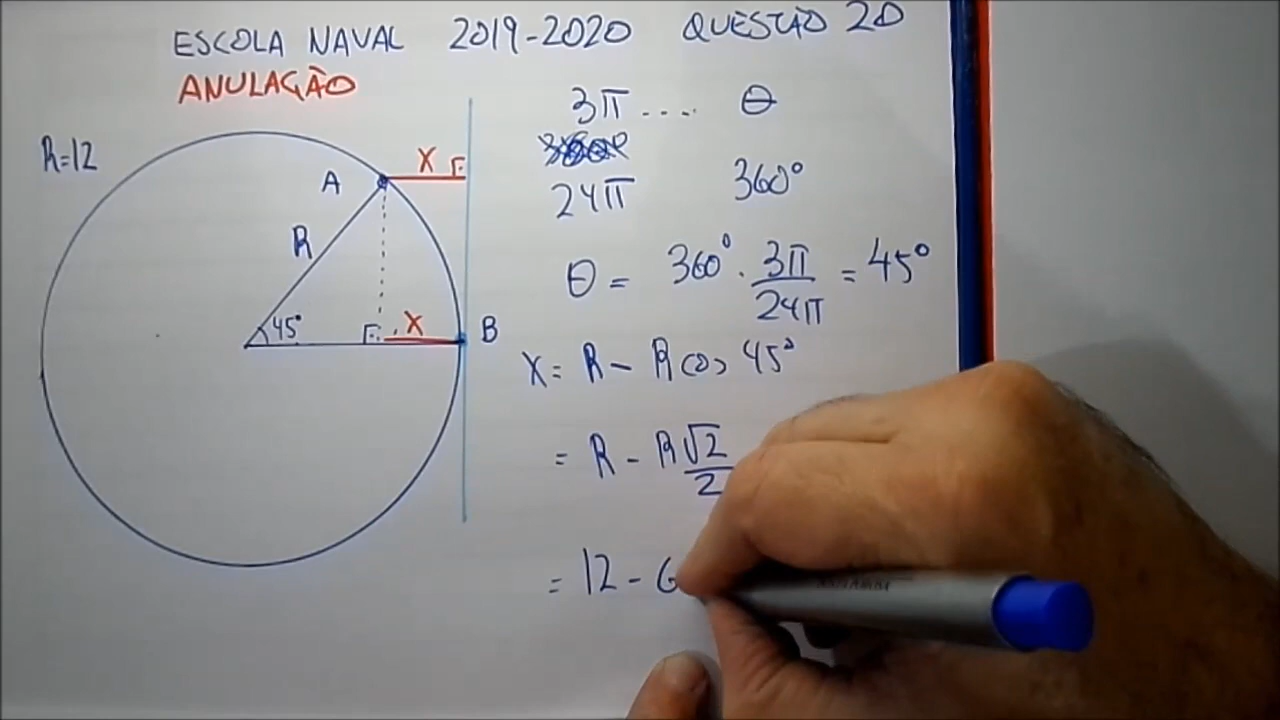 ESCOLA NAVAL 2019-2020 QUESTÃO 20
ANULAÇÃO
R=12
A
X
R
45°
X
B
3π .... θ
24π 360°
θ = 360° · 3π/24π = 45°
X = R - R cos 45°
= R - R√2/2
= 12 - 6